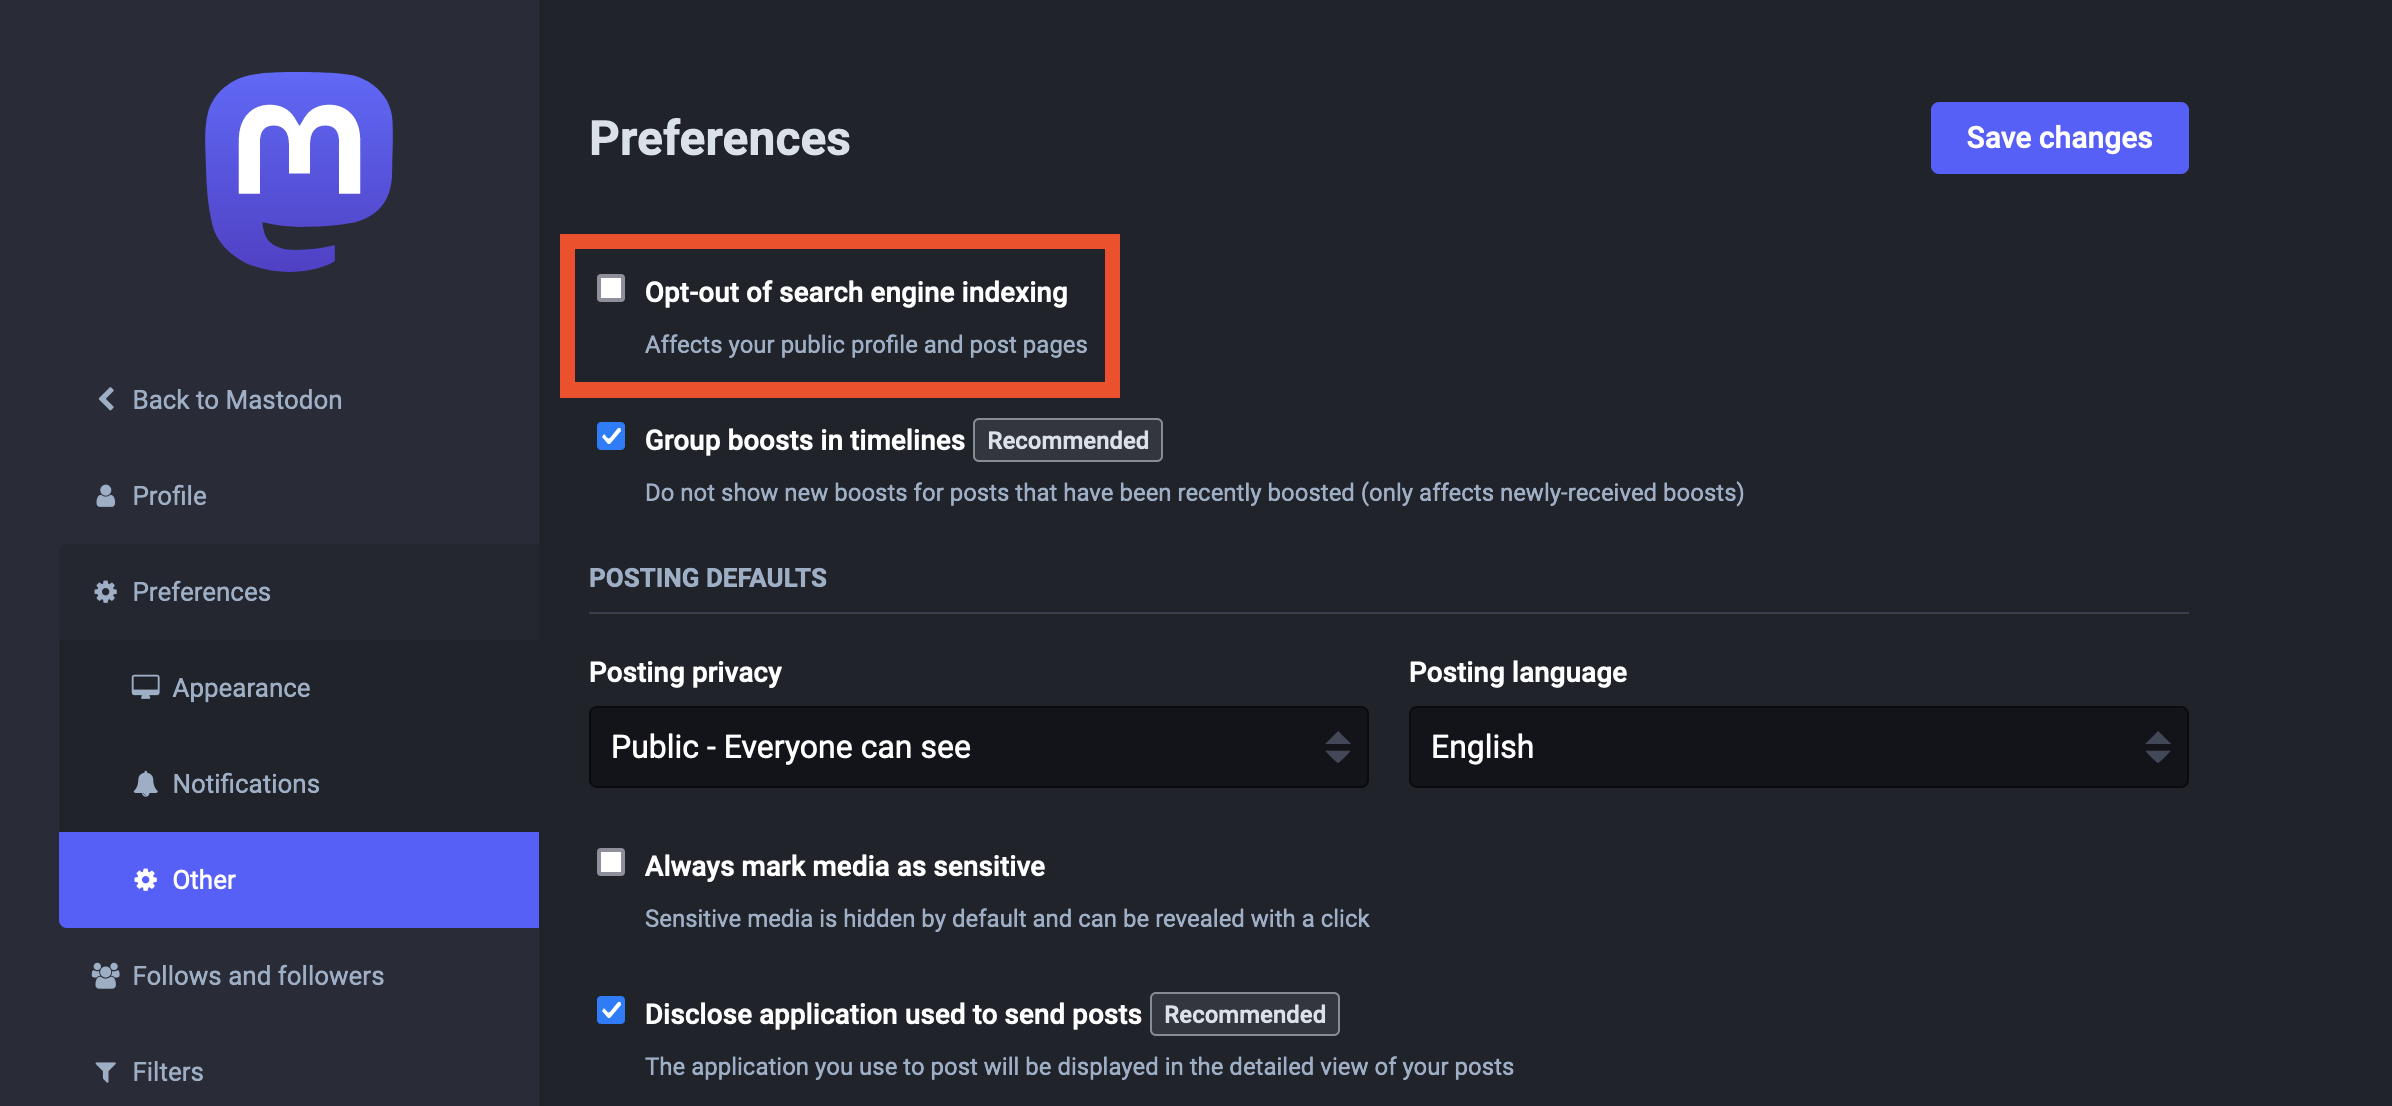 Back to Mastodon
Profile
Preferences
Appearance
Notifications
Other
Follows and followers
Filters
Preferences
Save changes
Opt-out of search engine indexing
Affects your public profile and post pages
Group boosts in timelines Recommended
Do not show new boosts for posts that have been recently boosted (only affects newly-received boosts)
POSTING DEFAULTS
Posting privacy
Public - Everyone can see
Posting language
English
Always mark media as sensitive
Sensitive media is hidden by default and can be revealed with a click
Disclose application used to send posts Recommended
The application you use to post will be displayed in the detailed view of your posts